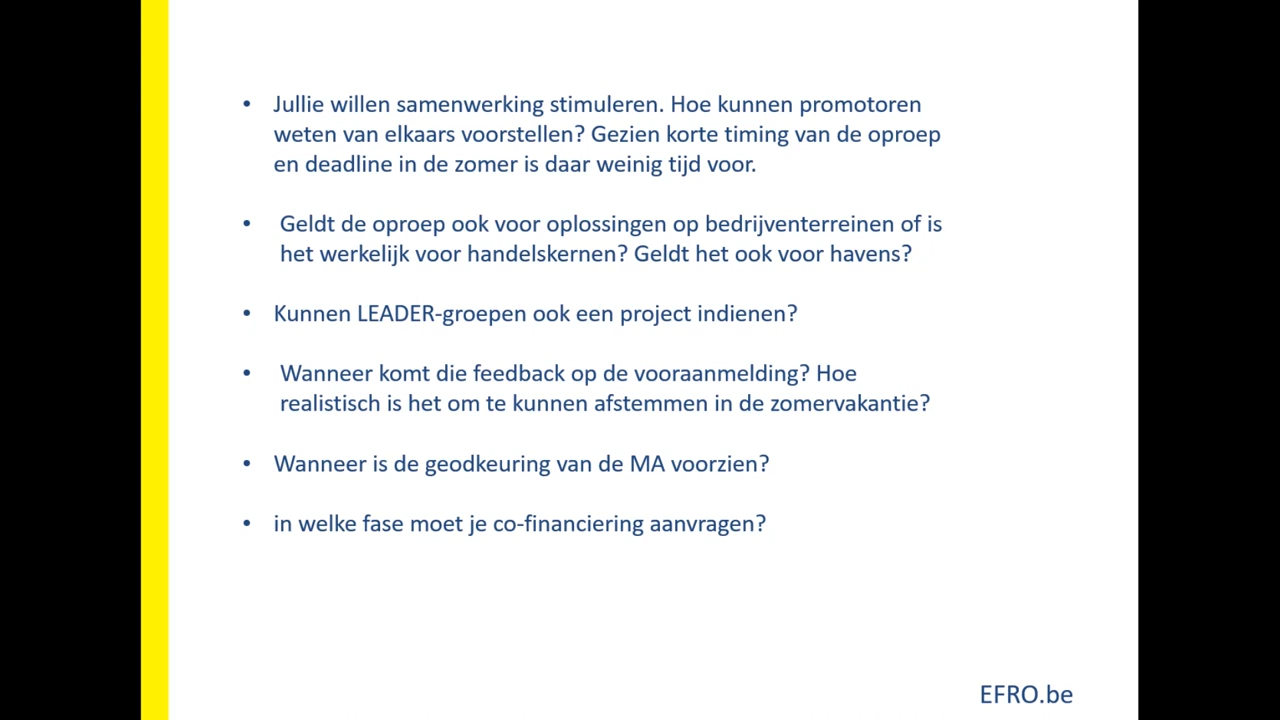 • Jullie willen samenwerking stimuleren. Hoe kunnen promotoren
weten van elkaars voorstellen? Gezien korte timing van de oproep
en deadline in de zomer is daar weinig tijd voor.
• Geldt de oproep ook voor oplossingen op bedrijventerreinen of is
het werkelijk voor handelskernen? Geldt het ook voor havens?
• Kunnen LEADER-groepen ook een project indienen?
• Wanneer komt die feedback op de vooraanmelding? Hoe
realistisch is het om te kunnen afstemmen in de zomervakantie?
• Wanneer is de geodkeuring van de MA voorzien?
• in welke fase moet je co-financiering aanvragen?
EFRO.be